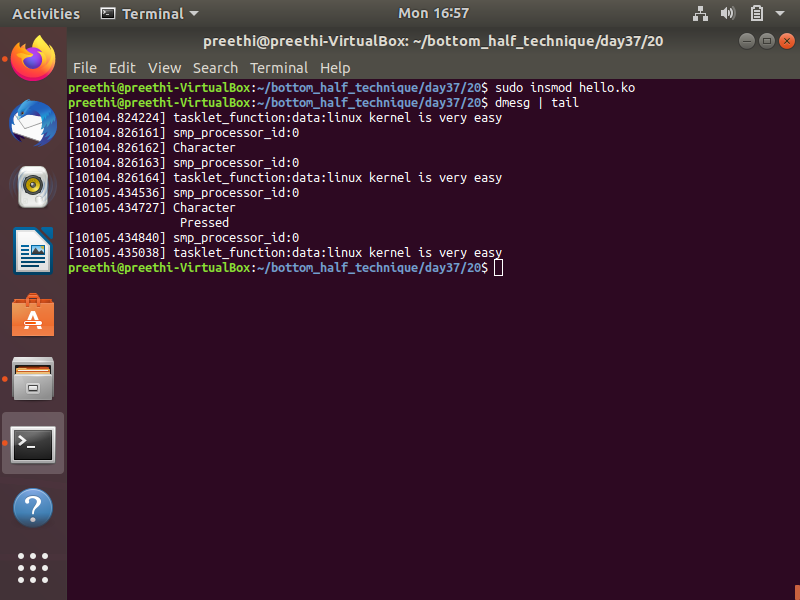 Activities Terminal Mon 16:57
preethi@preethi-VirtualBox: ~/bottom_half_technique/day37/20
File Edit View Search Terminal Help
preethi@preethi-VirtualBox:~/bottom_half_technique/day37/20$ sudo insmod hello.ko
preethi@preethi-VirtualBox:~/bottom_half_technique/day37/20$ dmesg | tail
[10104.824224] tasklet_function:data:linux kernel is very easy
[10104.826161] smp_processor_id:0
[10104.826162] Character
[10104.826163] smp_processor_id:0
[10104.826164] tasklet_function:data:linux kernel is very easy
[10105.434536] smp_processor_id:0
[10105.434727] Character
Pressed
[10105.434840] smp_processor_id:0
[10105.435038] tasklet_function:data:linux kernel is very easy
preethi@preethi-VirtualBox:~/bottom_half_technique/day37/20$